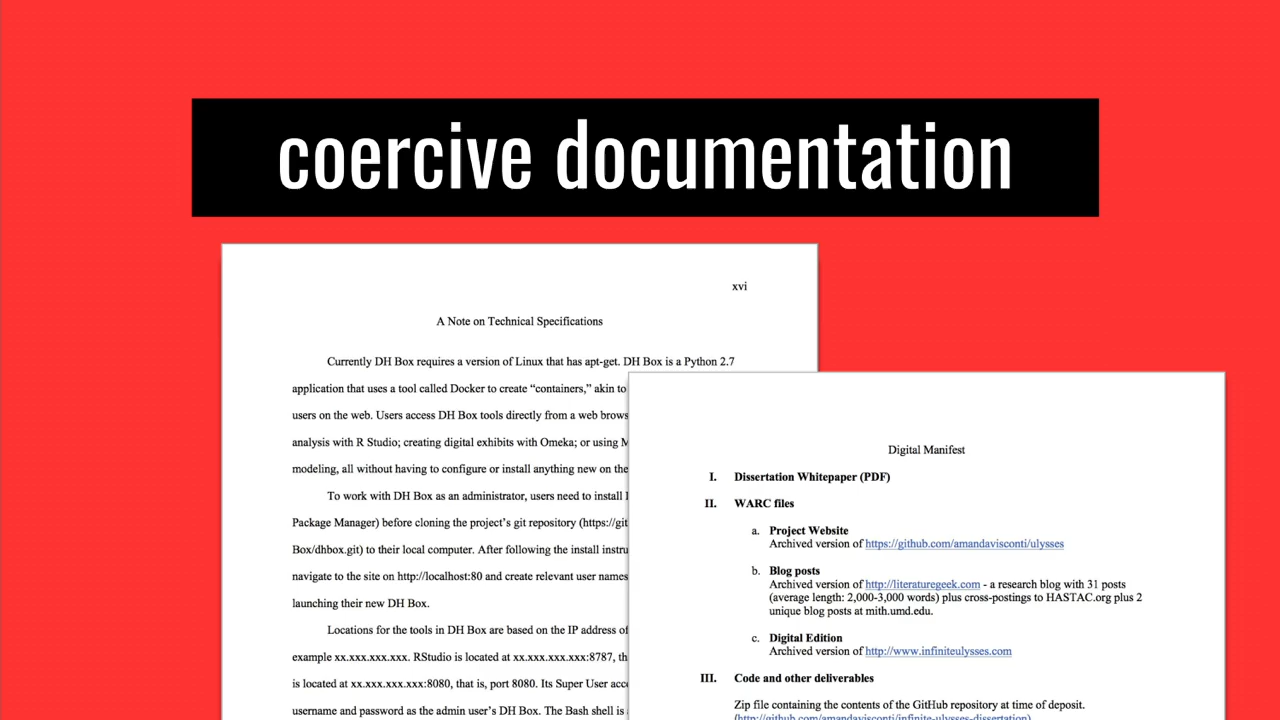 coercive documentation
xvi
A Note on Technical Specifications
Currently DH Box requires a version of Linux that has apt-get. DH Box is a Python 2.7
application that uses a tool called Docker to create “containers,” akin to
users on the web. Users access DH Box tools directly from a web brows
analysis with R Studio; creating digital exhibits with Omeka; or using M
modeling, all without having to configure or install anything new on the
To work with DH Box as an administrator, users need to install
Package Manager) before cloning the project’s git repository (https://git
Box/dhbox.git) to their local computer. After following the install instru
navigate to the site on http://localhost:80 and create relevant user names
launching their new DH Box.
Locations for the tools in DH Box are based on the IP address of
example xx.xxx.xxx.xxx. RStudio is located at xx.xxx.xxx.xxx:8787, th
is located at xx.xxx.xxx.xxx:8080, that is, port 8080. Its Super User acco
username and password as the admin user’s DH Box. The Bash shell is
Digital Manifest
I. Dissertation Whitepaper (PDF)
II. WARC files
a. Project Website
Archived version of https://github.com/amandavisconti/ulysses
b. Blog posts
Archived version of http://literaturegeek.com - a research blog with 31 posts
(average length: 2,000-3,000 words) plus cross-postings to HASTAC.org plus 2
unique blog posts at mith.umd.edu.
c. Digital Edition
Archived version of http://www.infiniteulysses.com
III. Code and other deliverables
Zip file containing the contents of the GitHub repository at time of deposit.
(http://github.com/amandavisconti/infinite-ulysses-dissertation)